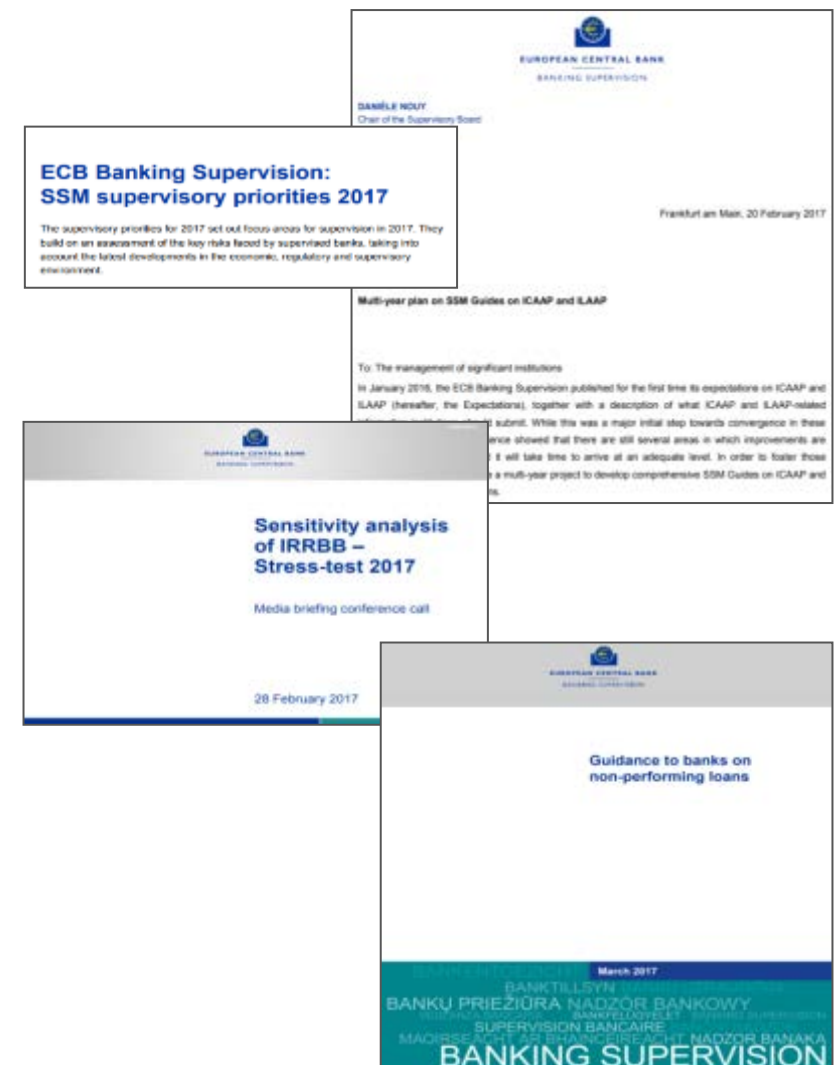 EUROPEAN CENTRAL BANK
BANKING SUPERVISION
DANIÈLE NOUY
Chair of the Supervisory Board
ECB Banking Supervision:
SSM supervisory priorities 2017
The supervisory priorities for 2017 set out focus areas for supervision in 2017. They
build on an assessment of the key risks faced by supervised banks, taking into
account the latest developments in the economic, regulatory and supervisory
environment.
Frankfurt am Main, 20 February 2017
Multi-year plan on SSM Guides on ICAAP and ILAAP
To: The management of significant institutions
In January 2016, the ECB Banking Supervision published for the first time its expectations on ICAAP and
ILAAP (hereafter, the Expectations), together with a description of what ICAAP and ILAAP-related
submit. While this was a major initial step towards convergence in these
showed that there are still several areas in which improvements are
it will take time to arrive at an adequate level. In order to foster those
a multi-year project to develop comprehensive SSM Guides on ICAAP and
EUROPEAN CENTRAL BANK
BANKING SUPERVISION
Sensitivity analysis
of IRRBB –
Stress-test 2017
Media briefing conference call
28 February 2017
EUROPEAN CENTRAL BANK
BANKING SUPERVISION
Guidance to banks on
non-performing loans
March 2017
BANKTILLSYN
BANKŲ PRIEŽIŪRA NADZÓR BANKOWY
BANKFELÜGYELET BANKING SUPERVISION
SUPERVISION BANCAIRE
MAOIRSEACHT AR BHAINCÉIREACHT NADZOR BANAKA
BANKING SUPERVISION